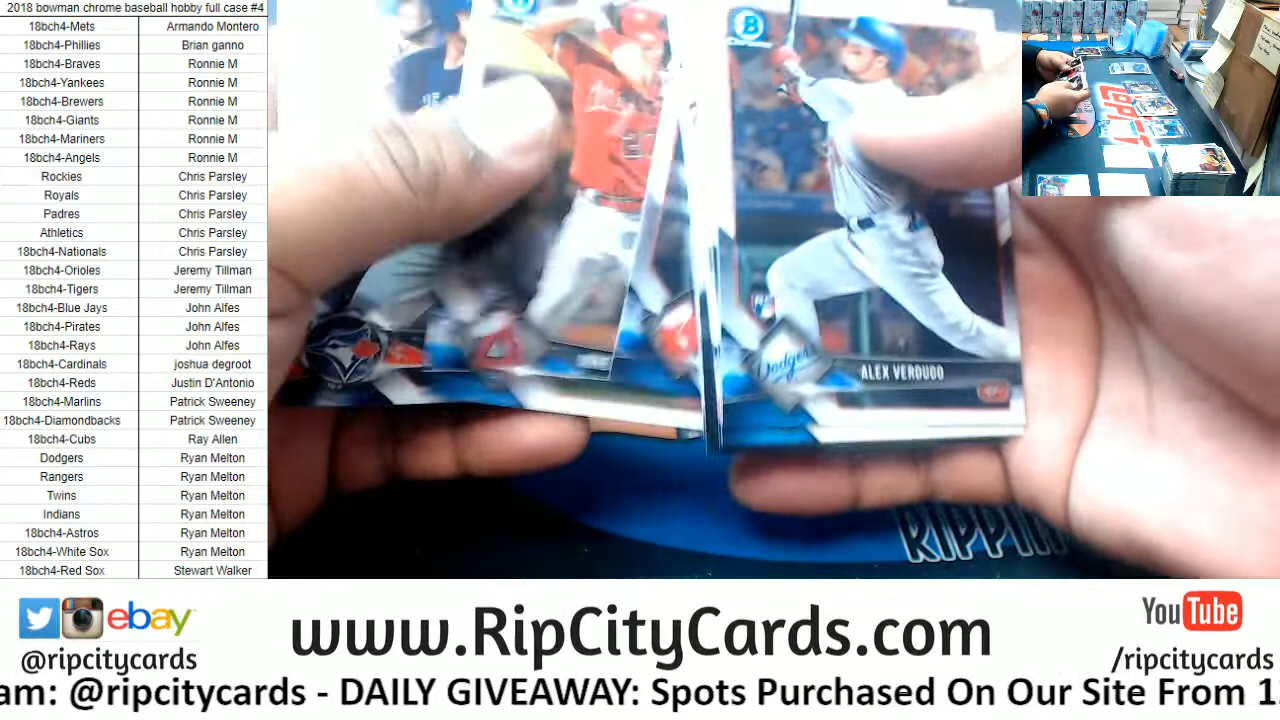 2018 bowman chrome baseball hobby full case #4
18bch4-Mets Armando Montero
18bch4-Phillies Brian ganno
18bch4-Braves Ronnie M
18bch4-Yankees Ronnie M
18bch4-Brewers Ronnie M
18bch4-Giants Ronnie M
18bch4-Mariners Ronnie M
18bch4-Angels Ronnie M
Rockies Chris Parsley
Royals Chris Parsley
Padres Chris Parsley
Athletics Chris Parsley
18bch4-Nationals Chris Parsley
18bch4-Orioles Jeremy Tillman
18bch4-Tigers Jeremy Tillman
18bch4-Blue Jays John Alfes
18bch4-Pirates John Alfes
18bch4-Rays John Alfes
18bch4-Cardinals joshua degroot
18bch4-Reds Justin D'Antonio
18bch4-Marlins Patrick Sweeney
18bch4-Diamondbacks Patrick Sweeney
18bch4-Cubs Ray Allen
Dodgers Ryan Melton
Rangers Ryan Melton
Twins Ryan Melton
Indians Ryan Melton
18bch4-Astros Ryan Melton
18bch4-White Sox Ryan Melton
18bch4-Red Sox Stewart Walker
Dodgers
ALEX VERDUGO
RIPPIN
ebay
@ripcitycards
www.RipCityCards.com
YouTube
/ripcitycards
am: @ripcitycards - DAILY GIVEAWAY: Spots Purchased On Our Site From 1